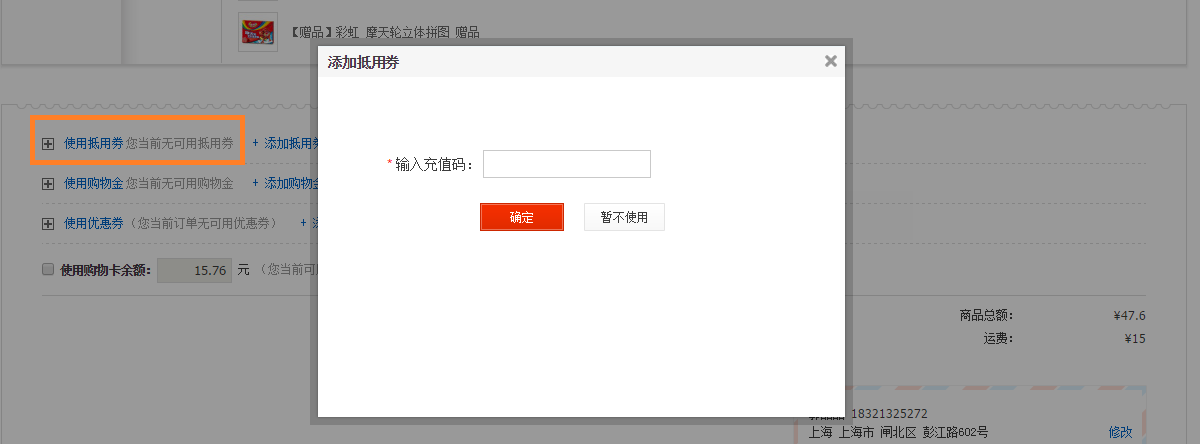 【赠品】彩虹 摩天轮立体拼图 赠品
添加抵用券
使用抵用券 您当前无可用抵用券 + 添加抵用券
*输入充值码：
使用购物金 您当前无可用购物金 + 添加购物金
确定 暂不使用
使用优惠券（您当前订单无可用优惠券） +
使用购物卡余额： 15.76 元 （您当前可
商品总额： ¥47.6
运费： ¥15
18321325272
上海 上海市 闸北区 彭江路602号 修改